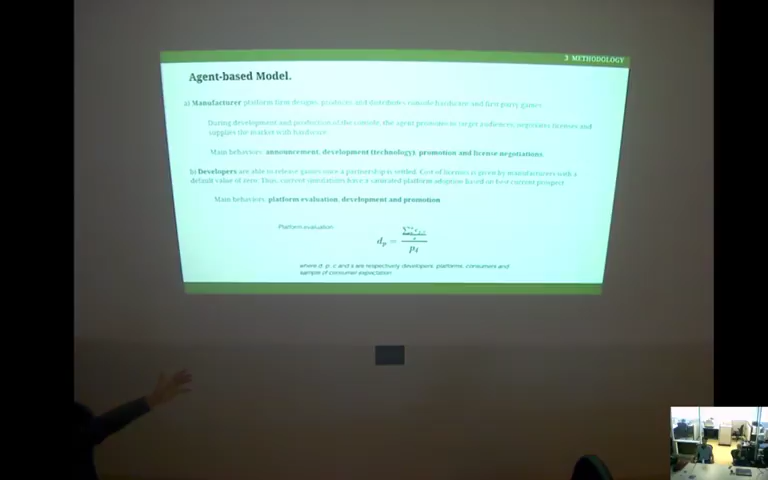 3 METHODOLOGY
Agent-based Model.
a) Manufacturer platform firm designs, produces and distributes console hardware and first party games
During development and production of the console, the agent promotes to target audiences, negotiates licenses and
supplies the market with hardware
Main behaviors: announcement, development (technology), promotion and license negotiations
b) Developers are able to release games once a partnership is settled. Cost of licenses is given by manufacturers with a
default value of zero. Thus, current simulations have a saturated platform adoption based on best current prospect
Main behaviors: platform evaluation, development and promotion
Platform evaluation:
where d, p, c and s are respectively developers, platforms, consumers and
sample of consumer expectation